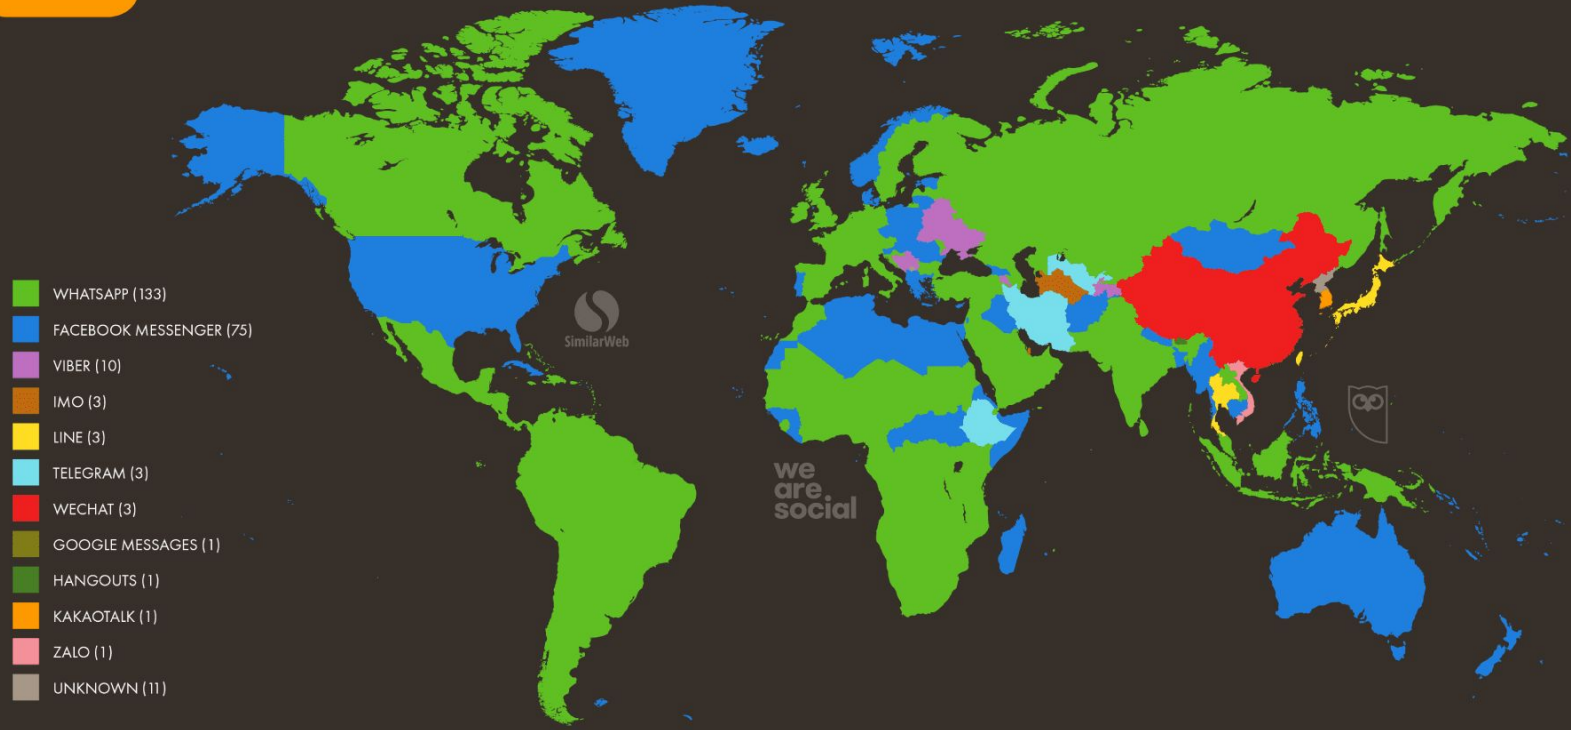 WHATSAPP (133)
FACEBOOK MESSENGER (75)
VIBER (10)
IMO (3)
LINE (3)
TELEGRAM (3)
WECHAT (3)
GOOGLE MESSAGES (1)
HANGOUTS (1)
KAKAOTALK (1)
ZALO (1)
UNKNOWN (11)
SimilarWeb
we
are
social